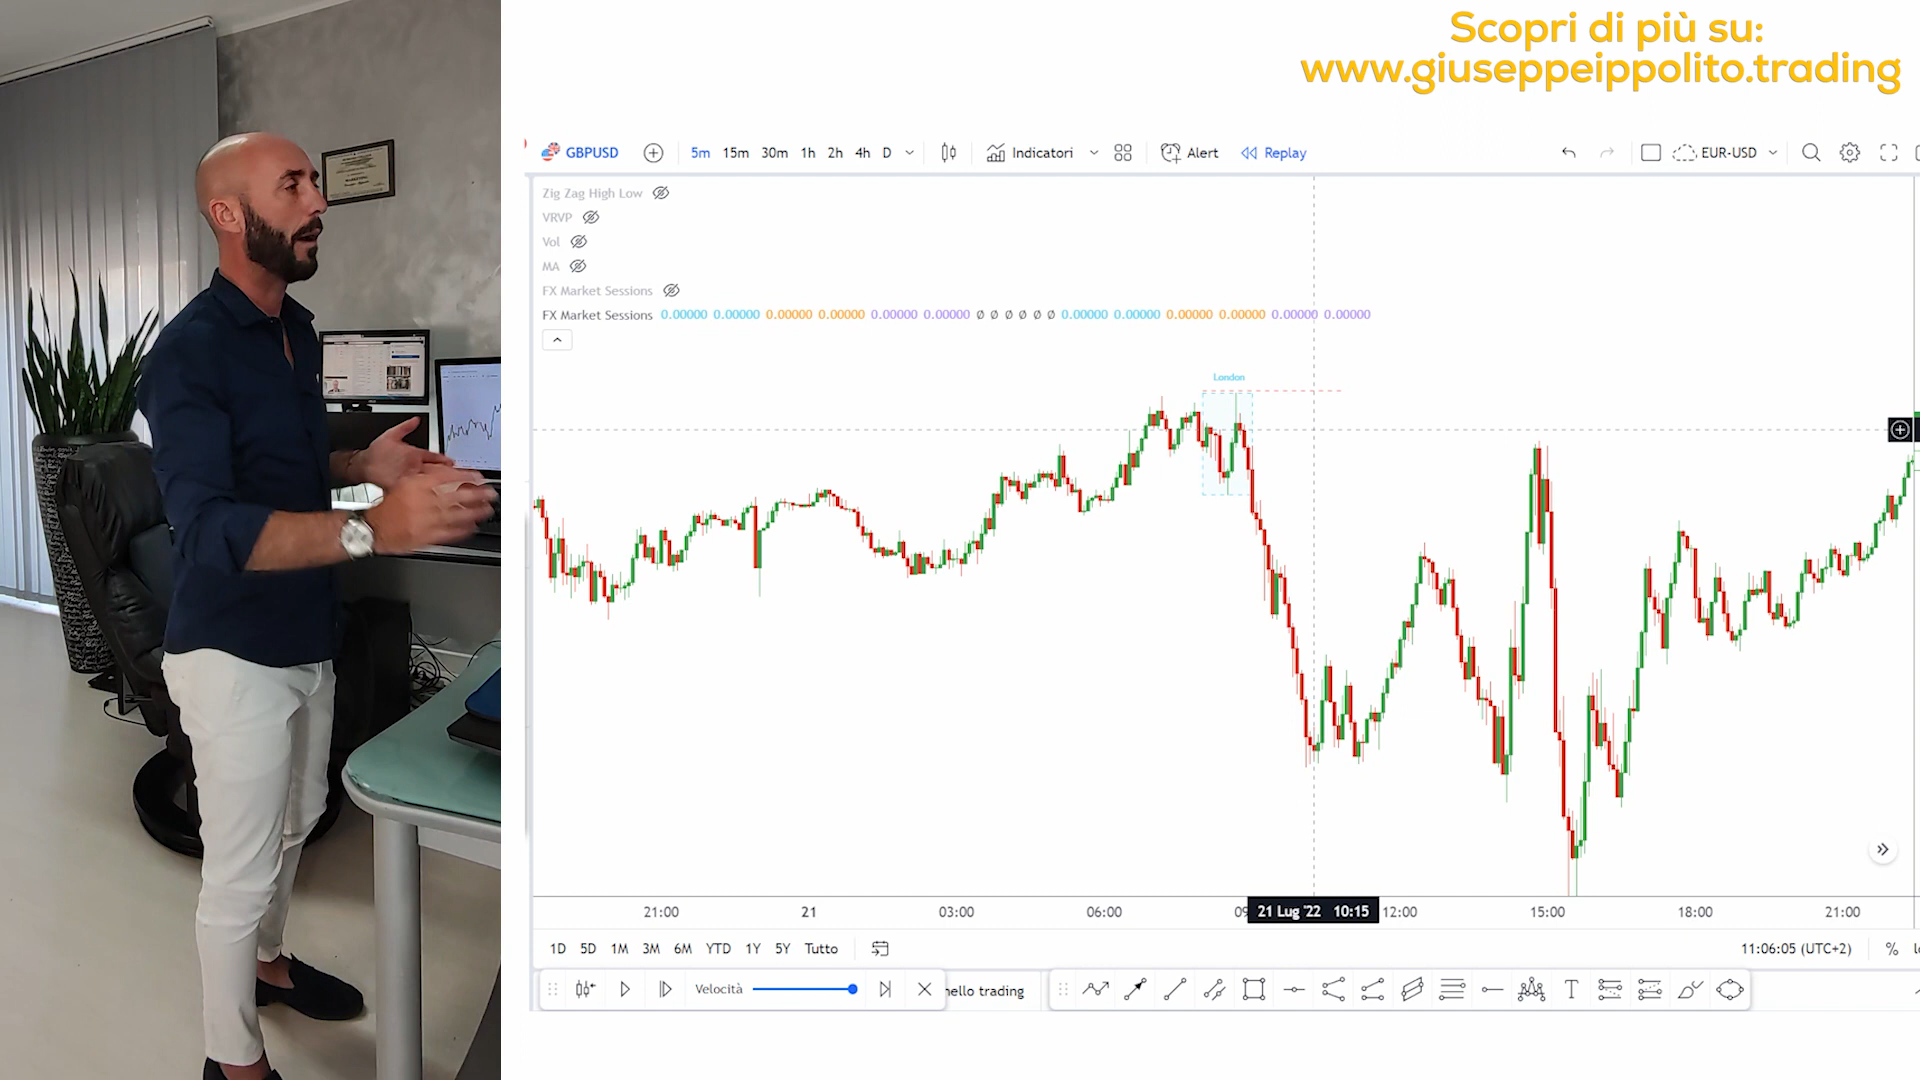 Scopri di più su:
www.giuseppeippolito.trading
GBPUSD 5m 15m 30m 1h 2h 4h D Indicatori Alert Replay EUR-USD
Zig Zag High Low
VRVP
Vol
MA
FX Market Sessions
FX Market Sessions 0.00000 0.00000 0.00000 0.00000 0.00000 0.00000 ∅ ∅ ∅ ∅ ∅ ∅ 0.00000 0.00000 0.00000 0.00000 0.00000 0.00000
London
21:00 21 03:00 06:00 09 21 Lug '22 10:15 12:00 15:00 18:00 21:00
1D 5D 1M 3M 6M YTD 1Y 5Y Tutto 11:06:05 (UTC+2) %
Velocità nello trading